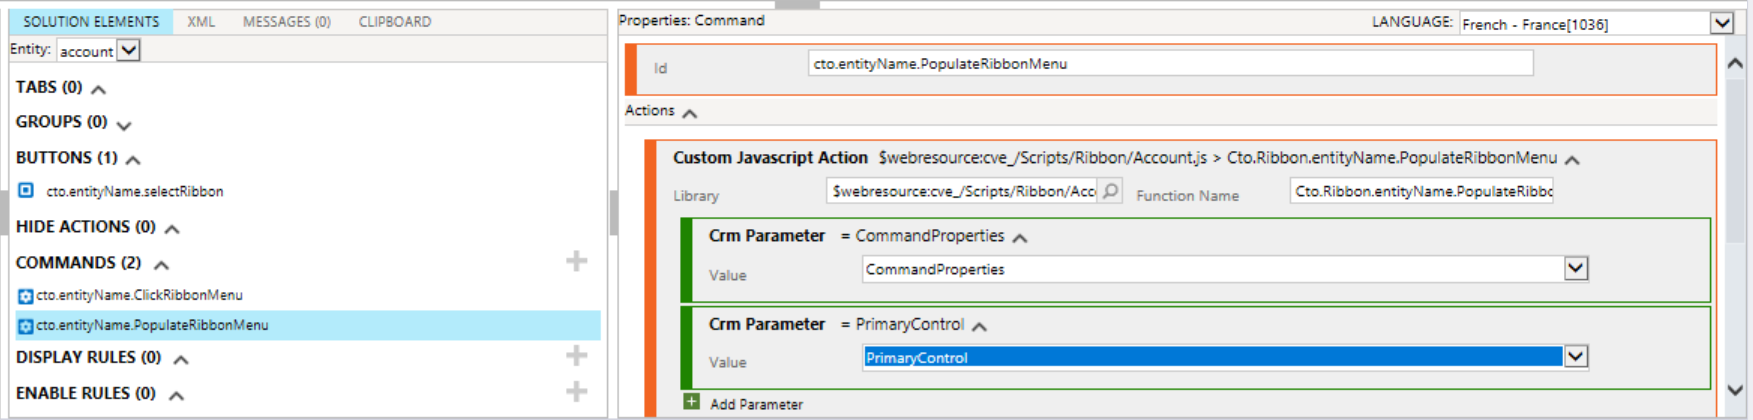 SOLUTION ELEMENTS XML MESSAGES (0) CLIPBOARD
Entity: account
TABS (0)
GROUPS (0)
BUTTONS (1)
cto.entityName.selectRibbon
HIDE ACTIONS (0)
COMMANDS (2)
cto.entityName.ClickRibbonMenu
cto.entityName.PopulateRibbonMenu
DISPLAY RULES (0)
ENABLE RULES (0)
Properties: Command LANGUAGE: French - France[1036]
Id cto.entityName.PopulateRibbonMenu
Actions
Custom Javascript Action $webresource:cve_/Scripts/Ribbon/Account.js > Cto.Ribbon.entityName.PopulateRibbonMenu
Library $webresource:cve_/Scripts/Ribbon/Acc Function Name Cto.Ribbon.entityName.PopulateRibbo
Crm Parameter = CommandProperties
Value CommandProperties
Crm Parameter = PrimaryControl
Value PrimaryControl
Add Parameter